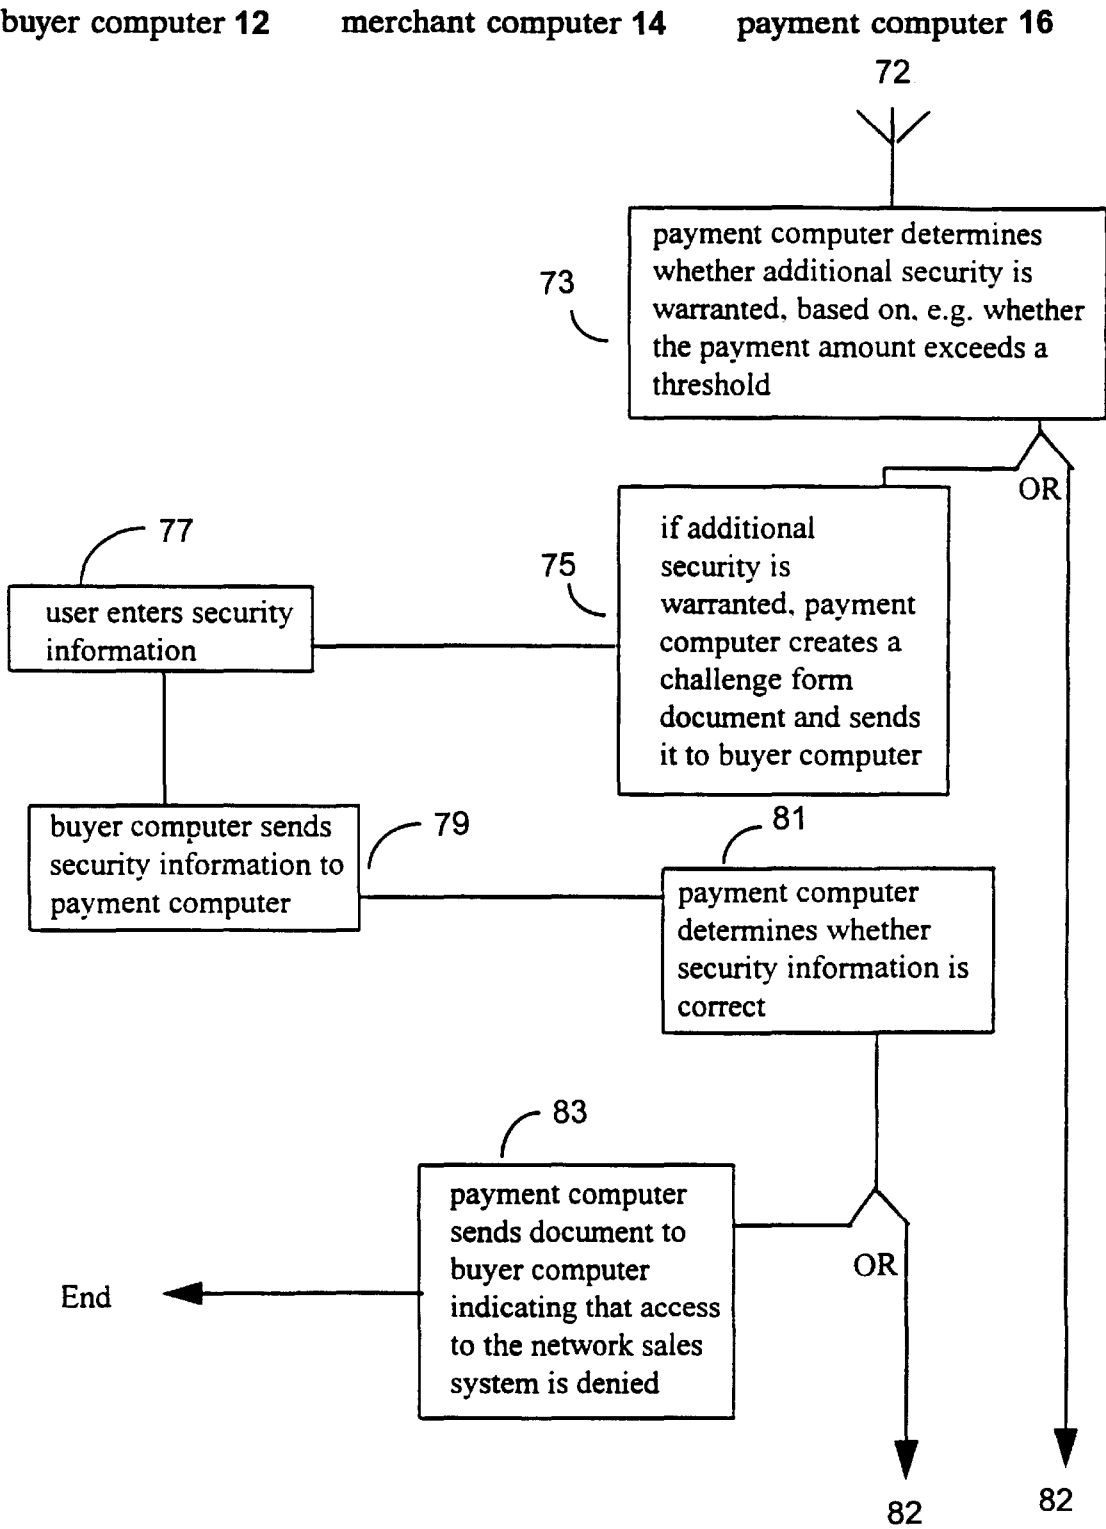 buyer computer 12 merchant computer 14 payment computer 16
72
payment computer determines
whether additional security is
warranted, based on, e.g. whether
the payment amount exceeds a
threshold
73
OR
if additional
security is
warranted, payment
computer creates a
challenge form
document and sends
it to buyer computer
75
77
user enters security
information
buyer computer sends
security information to
payment computer
79
81
payment computer
determines whether
security information is
correct
83
payment computer
sends document to
buyer computer
indicating that access
to the network sales
system is denied
OR
End
82
82